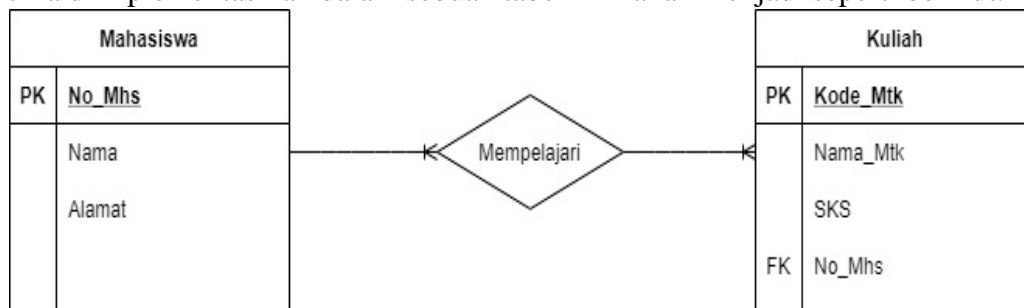 Mahasiswa
PK No_Mhs
Nama
Alamat
Mempelajari
Kuliah
PK Kode_Mtk
Nama_Mtk
SKS
FK No_Mhs